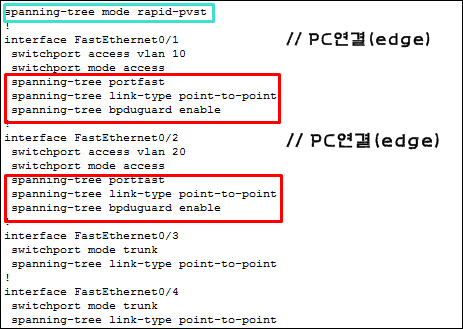 spanning-tree mode rapid-pvst
!
interface FastEthernet0/1 // PC연결(edge)
 switchport access vlan 10
 switchport mode access
 spanning-tree portfast
 spanning-tree link-type point-to-point
 spanning-tree bpduguard enable
!
interface FastEthernet0/2 // PC연결(edge)
 switchport access vlan 20
 switchport mode access
 spanning-tree portfast
 spanning-tree link-type point-to-point
 spanning-tree bpduguard enable
!
interface FastEthernet0/3
 switchport mode trunk
 spanning-tree link-type point-to-point
!
interface FastEthernet0/4
 switchport mode trunk
 spanning-tree link-type point-to-point